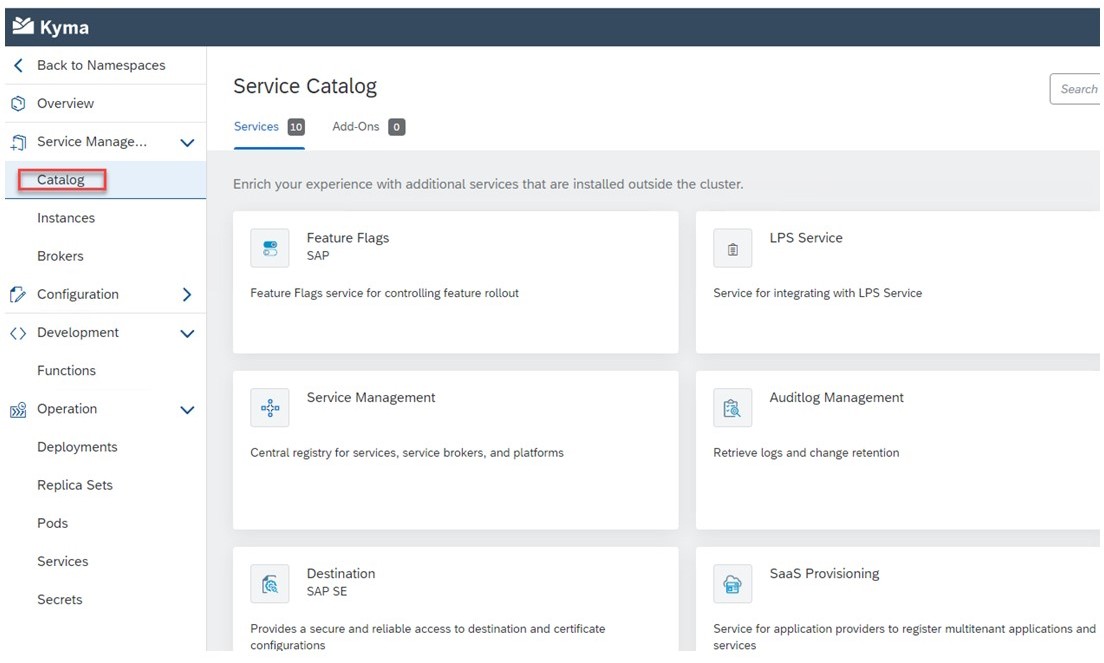 Kyma
Back to Namespaces
Overview
Service Manage...
Catalog
Instances
Brokers
Configuration
Development
Functions
Operation
Deployments
Replica Sets
Pods
Services
Secrets
Service Catalog
Search
Services 10 Add-Ons 0
Enrich your experience with additional services that are installed outside the cluster.
Feature Flags
SAP
Feature Flags service for controlling feature rollout
LPS Service
Service for integrating with LPS Service
Service Management
Central registry for services, service brokers, and platforms
Auditlog Management
Retrieve logs and change retention
Destination
SAP SE
Provides a secure and reliable access to destination and certificate
configurations
SaaS Provisioning
Service for application providers to register multitenant applications and
services